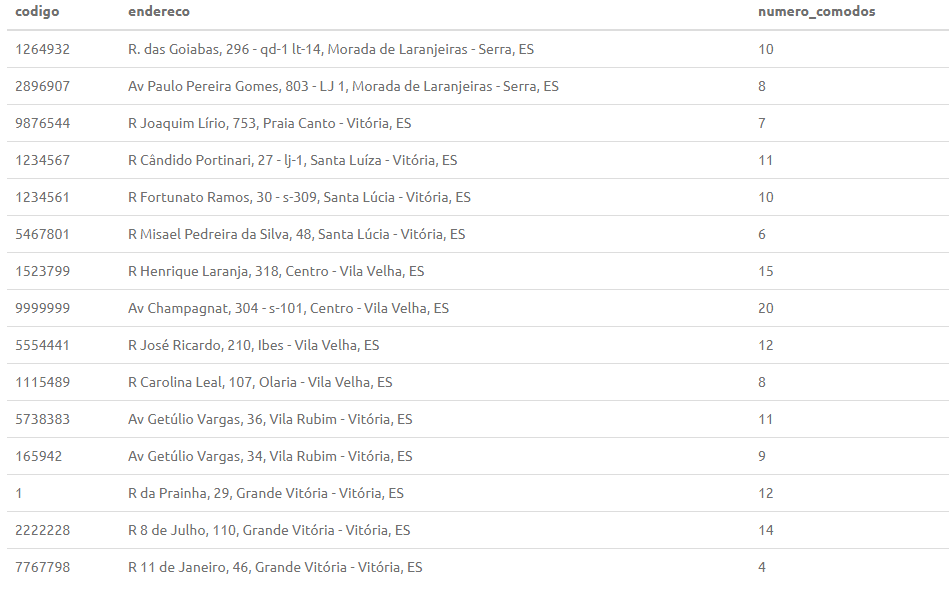 codigo endereco numero_comodos
1264932 R. das Goiabas, 296 - qd-1 lt-14, Morada de Laranjeiras - Serra, ES 10
2896907 Av Paulo Pereira Gomes, 803 - LJ 1, Morada de Laranjeiras - Serra, ES 8
9876544 R Joaquim Lírio, 753, Praia Canto - Vitória, ES 7
1234567 R Cândido Portinari, 27 - lj-1, Santa Luíza - Vitória, ES 11
1234561 R Fortunato Ramos, 30 - s-309, Santa Lúcia - Vitória, ES 10
5467801 R Misael Pedreira da Silva, 48, Santa Lúcia - Vitória, ES 6
1523799 R Henrique Laranja, 318, Centro - Vila Velha, ES 15
9999999 Av Champagnat, 304 - s-101, Centro - Vila Velha, ES 20
5554441 R José Ricardo, 210, Ibes - Vila Velha, ES 12
1115489 R Carolina Leal, 107, Olaria - Vila Velha, ES 8
5738383 Av Getúlio Vargas, 36, Vila Rubim - Vitória, ES 11
165942 Av Getúlio Vargas, 34, Vila Rubim - Vitória, ES 9
1 R da Prainha, 29, Grande Vitória - Vitória, ES 12
2222228 R 8 de Julho, 110, Grande Vitória - Vitória, ES 14
7767798 R 11 de Janeiro, 46, Grande Vitória - Vitória, ES 4